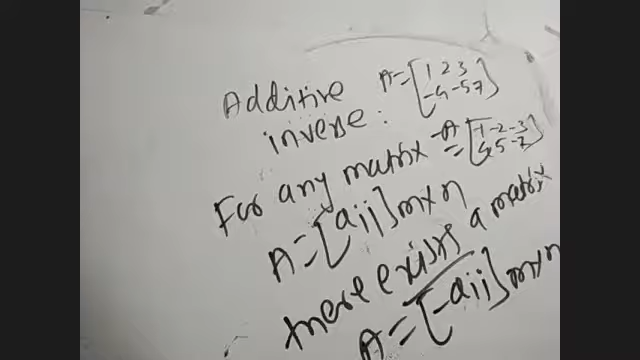 Additive
inverse:
A=[1 2 3
-4 -5 7]
-A
=[-1 -2 -3
4 5 -7]
For any matrix
A=[aij]m×n
there exists a matrix
A=[-aij]m×n